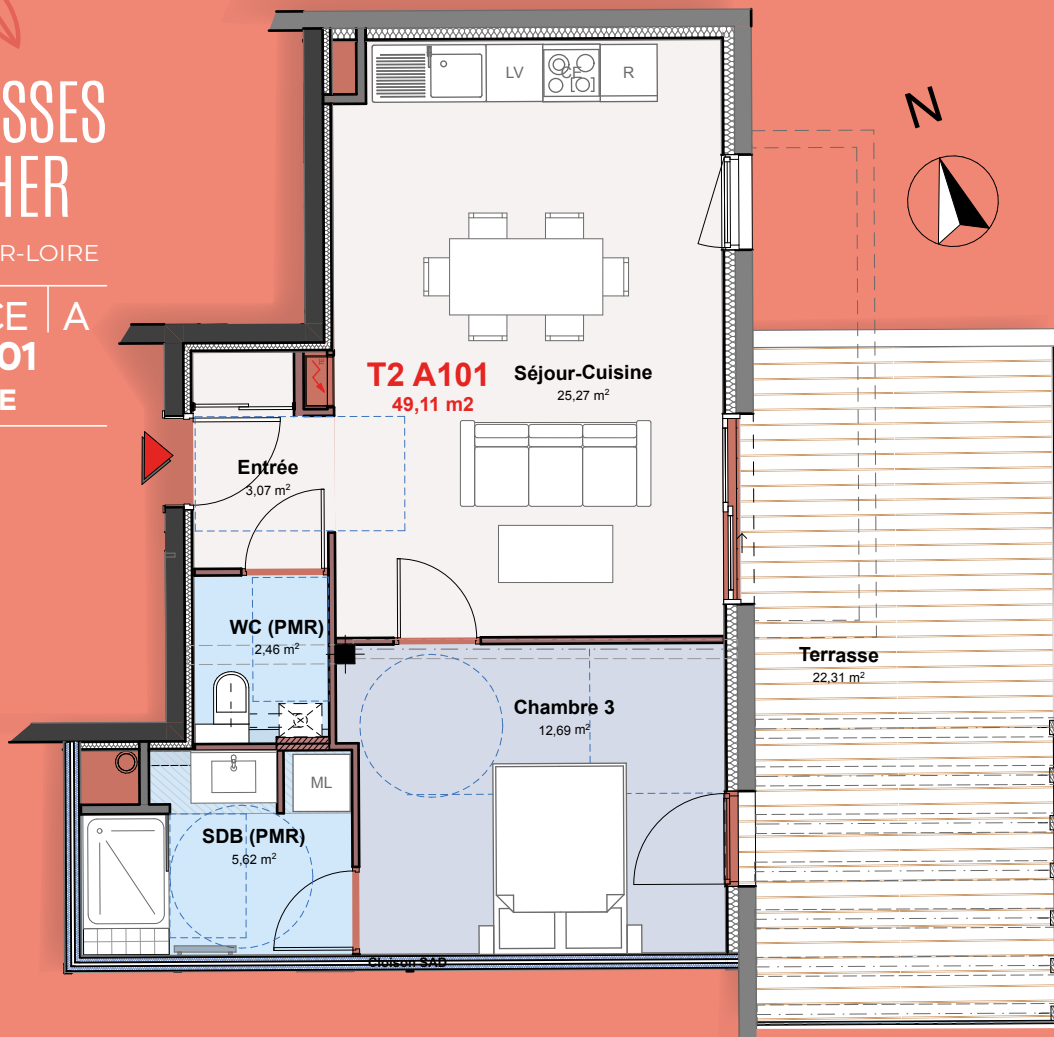 SSES
HER
R-LOIRE
CE | A
01
E
N
LV
CE
R
T2 A101
49,11 m2
Séjour-Cuisine
25,27 m²
Entrée
3,07 m²
WC (PMR)
2,46 m²
Terrasse
22,31 m²
Chambre 3
12,69 m²
ML
SDB (PMR)
5,62 m²
Cloison SAD